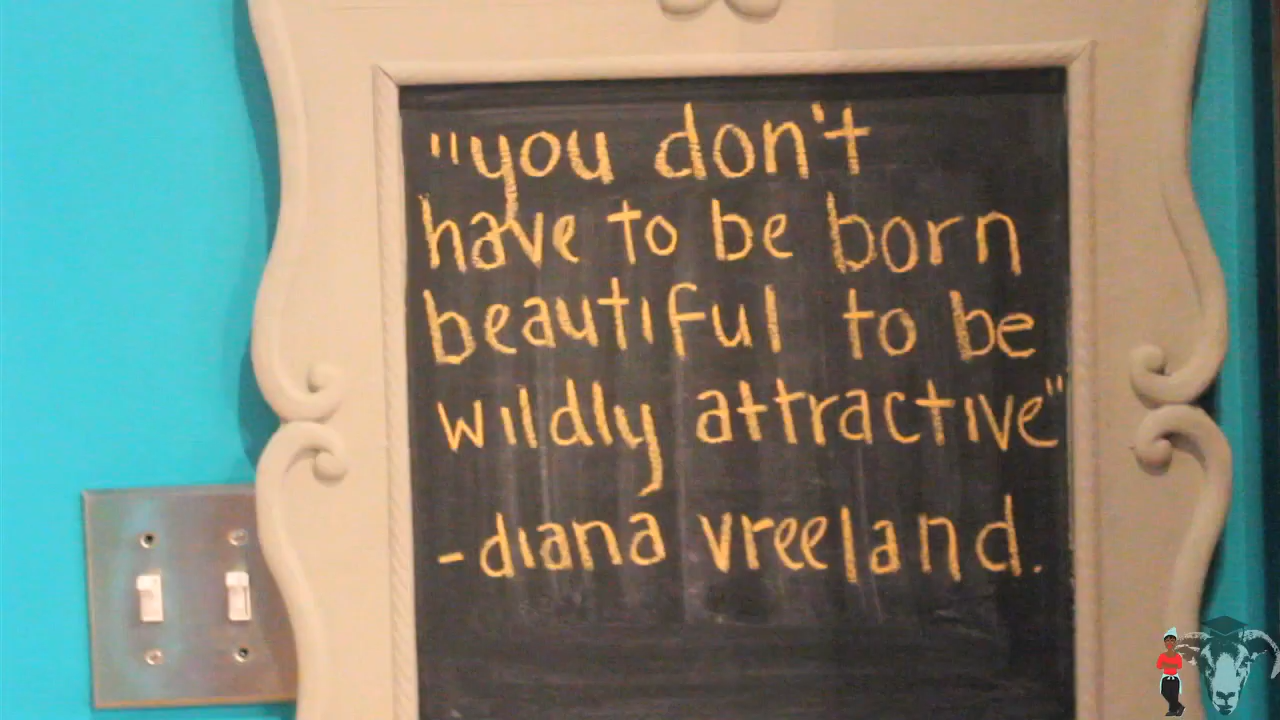 "you don't
have to be born
beautiful to be
wildly attractive"
-diana vreeland.